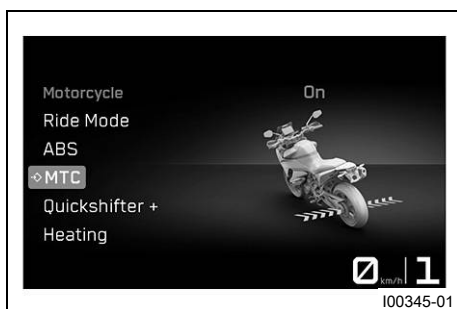 Motorcycle On
Ride Mode
ABS
MTC
Quickshifter +
Heating
0 km/h 1
I00345-01